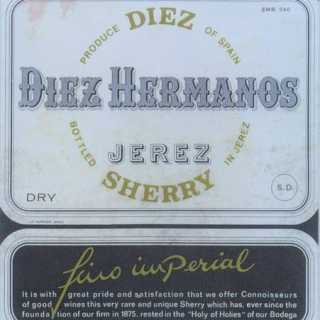 EMB. 540
DIEZ
PRODUCE OF SPAIN
DIEZ HERMANOS
BOTTLED IN JEREZ
JEREZ
SHERRY
DRY
S.D.
fino imperial
It is with great pride and satisfaction that we offer Connoisseurs
of good wines this very rare and unique Sherry which has, ever since the
foundation of our firm in 1875, rested in the "Holy of Holies" of our Bodega